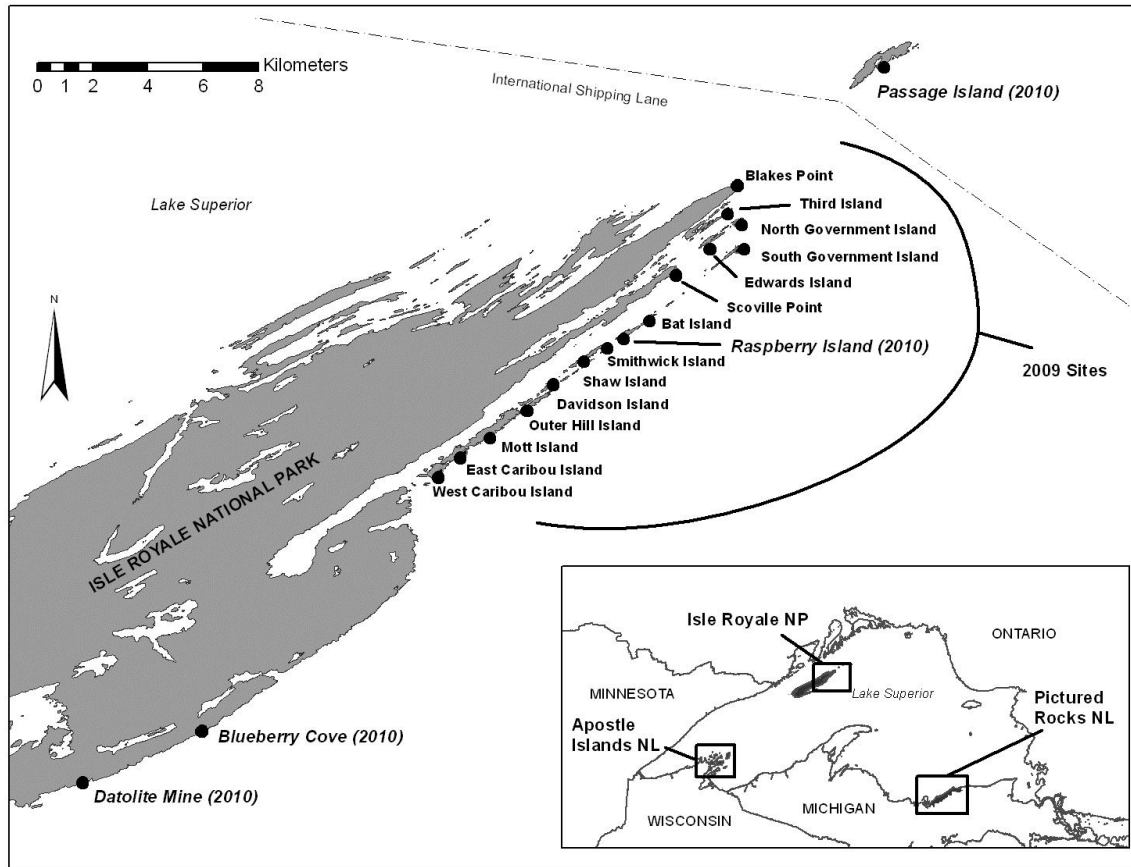 Kilometers
0 1 2 4 6 8
International Shipping Lane
Passage Island (2010)
Lake Superior
Blakes Point
Third Island
North Government Island
South Government Island
Edwards Island
Scoville Point
N
Bat Island
Raspberry Island (2010)
Smithwick Island
Shaw Island
2009 Sites
Davidson Island
Outer Hill Island
Mott Island
East Caribou Island
West Caribou Island
ISLE ROYALE NATIONAL PARK
Blueberry Cove (2010)
Datolite Mine (2010)
Isle Royale NP
ONTARIO
MINNESOTA
Lake Superior
Pictured
Rocks NL
Apostle
Islands NL
MICHIGAN
WISCONSIN